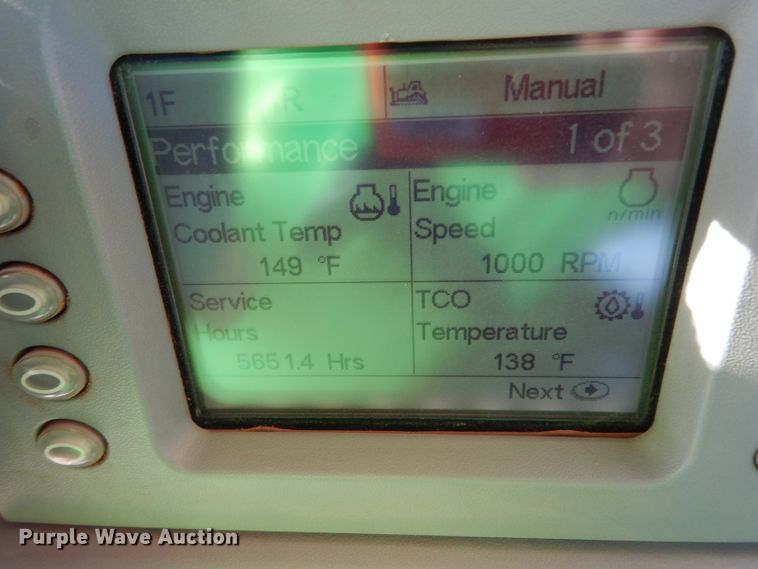 1F R Manual
Performance 1 of 3
Engine
Coolant Temp
149 °F
Engine
Speed
n/min
1000 RPM
Service
Hours
5651.4 Hrs
TCO
Temperature
138 °F
Next
Purple Wave Auction